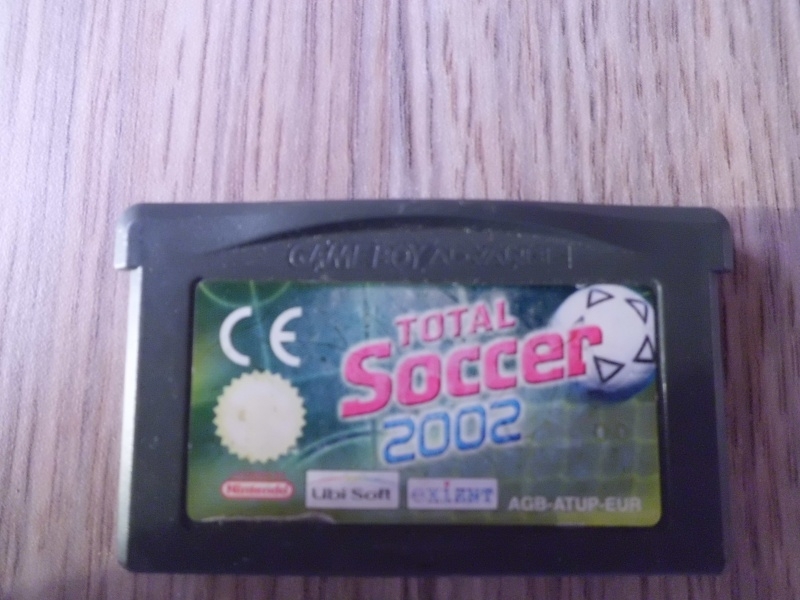 GAME BOY ADVANCE
CE
TOTAL
Soccer
2002
Nintendo
Ubi Soft
exiENT
AGB-ATUP-EUR